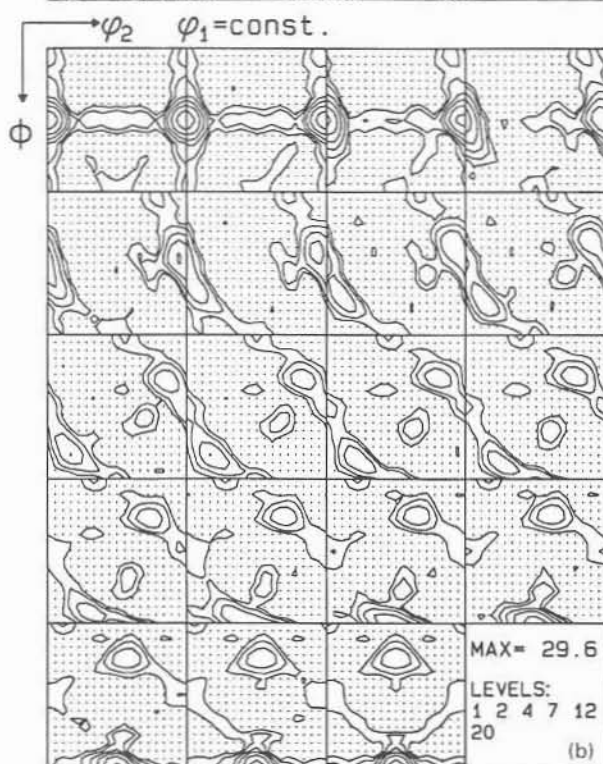 φ₂ φ₁=const.
Φ
MAX= 29.6
LEVELS:
1 2 4 7 12
20
(b)